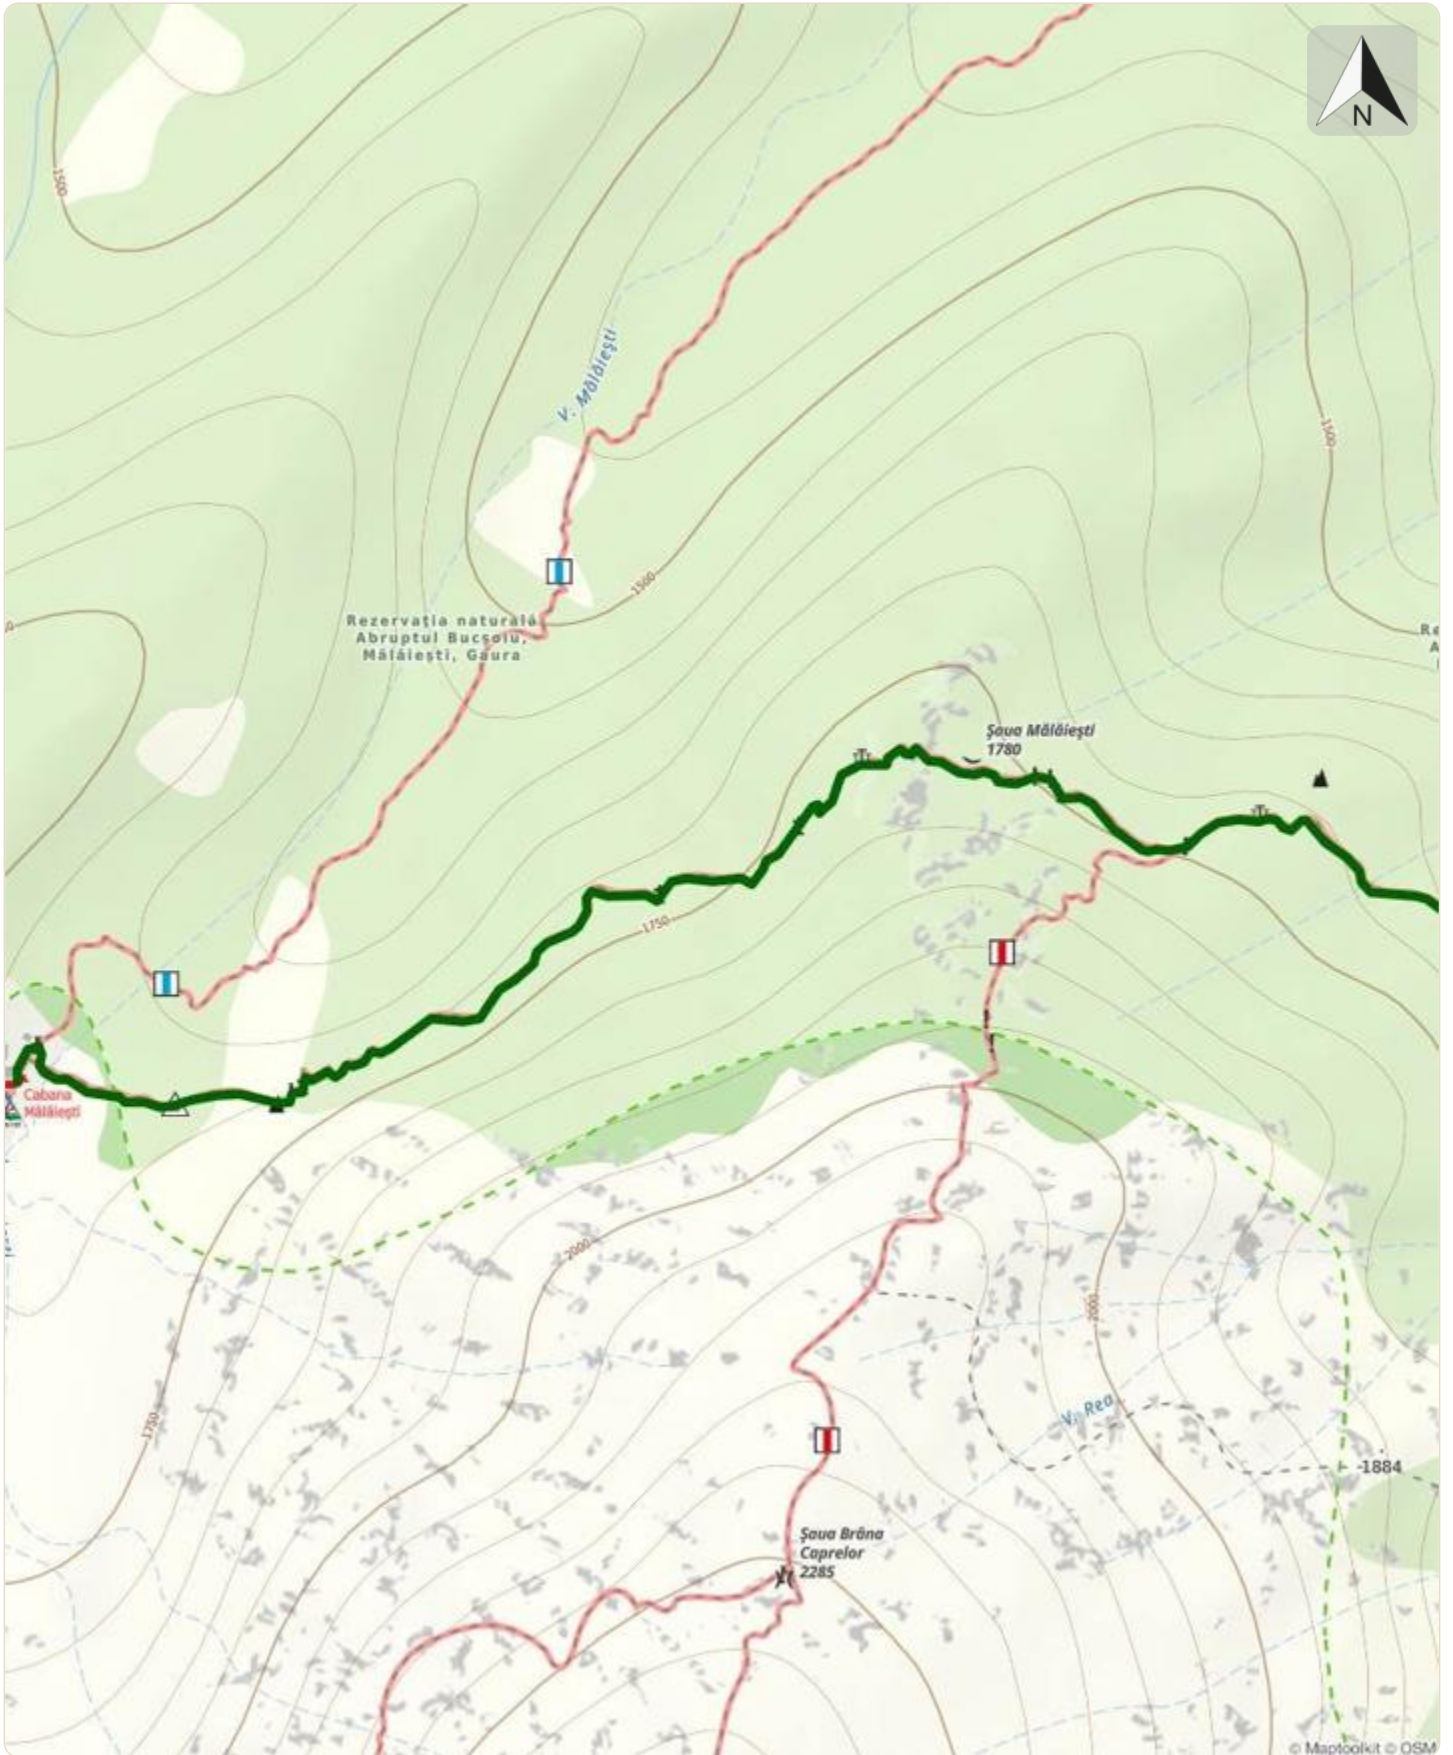 N
1500
V. Mălăiești
1500
1500
Rezervația naturală
Abruptul Bucșoiu,
Mălăiești, Gaura
Re
A
Șaua Mălăiești
1780
1750
Cabana
Mălăiești
2000
2000
1750
V. Rea
1884
Șaua Brâna
Caprelor
2285
© Maptoolkit © OSM